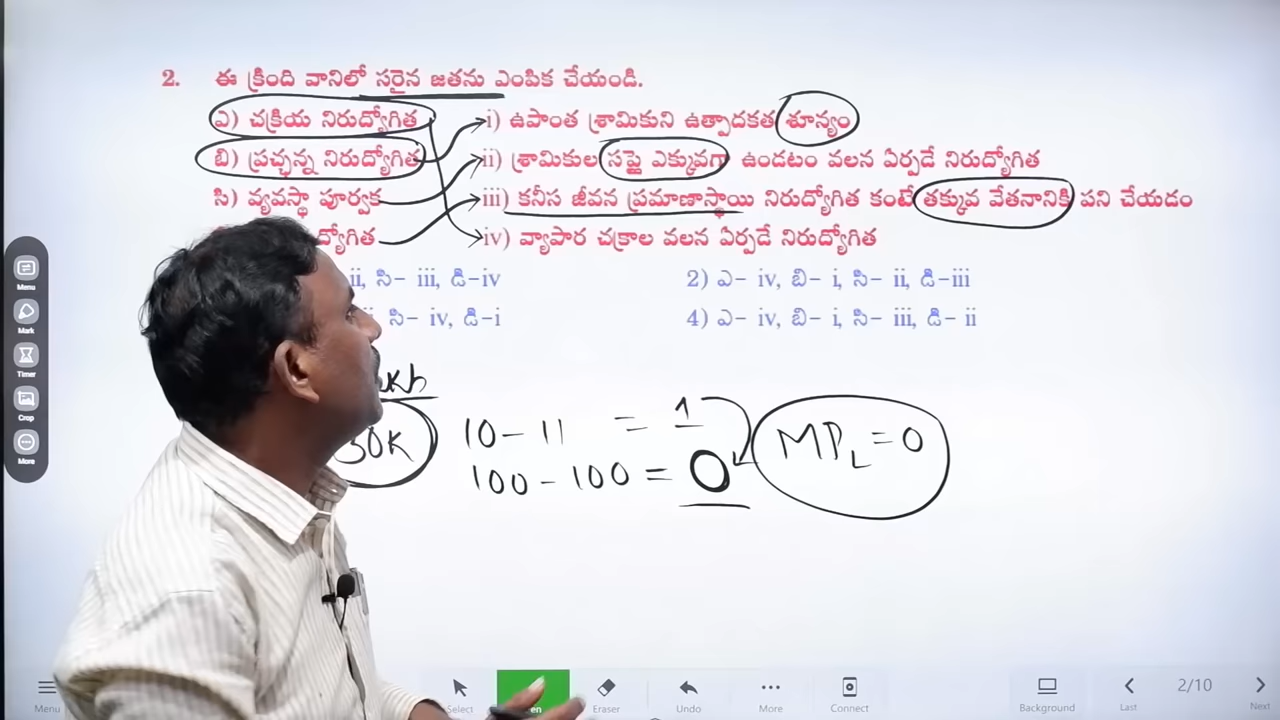 2. ఈ క్రింది వానిలో సరైన జతను ఎంపిక చేయండి.
ఎ) చక్రీయ నిరుద్యోగిత i) ఉపాంత శ్రామికుని ఉత్పాదకత శూన్యం
బి) ప్రచ్ఛన్న నిరుద్యోగిత ii) శ్రామికుల సప్లై ఎక్కువగా ఉండటం వలన ఏర్పడే నిరుద్యోగిత
సి) వ్యవస్థా పూర్వక iii) కనీస జీవన ప్రమాణాస్థాయి నిరుద్యోగిత కంటే తక్కువ వేతనానికి పని చేయడం
iv) వ్యాపార చక్రాల వలన ఏర్పడే నిరుద్యోగిత
ii, సి- iii, డి-iv 2) ఎ- iv, బి- i, సి- ii, డి-iii
సి- iv, డి-i 4) ఎ- iv, బి- i, సి- iii, డి- ii
30K 10 - 11 = 1
100 - 100 = 0
MPL = 0
Menu
Mark
Timer
Crop
More
Menu Select Eraser Undo More Connect Background Last 2/10 Next